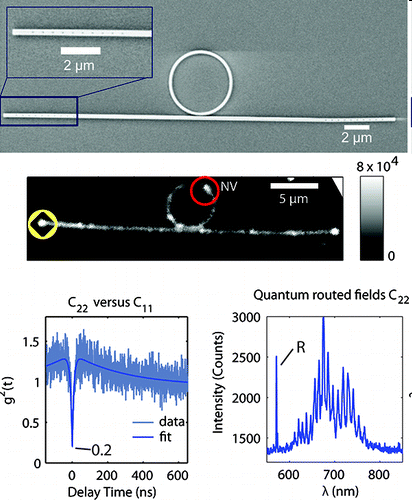 2 μm
2 μm
8 x 10⁴
NV
5 μm
0
C₂₂ versus C₁₁
Quantum routed fields C₂₂
g²(t)
1.5
1
0.5
0
0.2
data
fit
0 200 400 600
Delay Time (ns)
Intensity (Counts)
3000
2500
2000
1500
R
600 700 800
λ (nm)